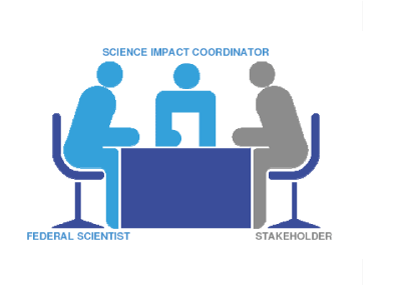 SCIENCE IMPACT COORDINATOR
FEDERAL SCIENTIST
STAKEHOLDER